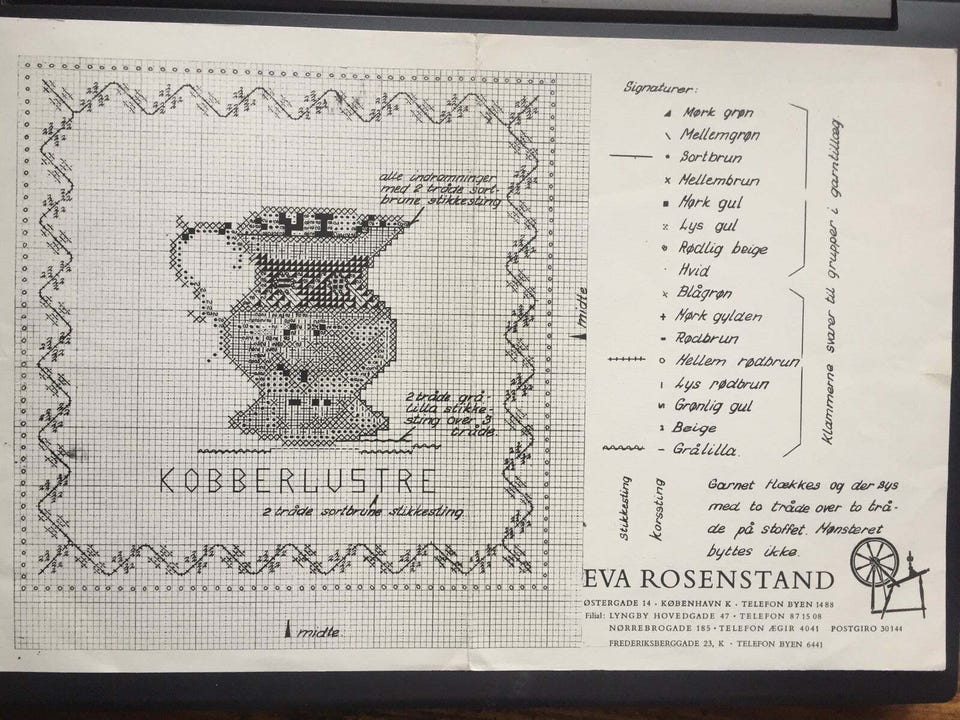 alle indramninger
med 2 tråde sort-
brune stikkesting
midte
2 tråde grå-
lilla stikke-
sting over 3
tråde.
KOBBERLUSTRE
2 tråde sortbrune stikkesting
midte
Signaturer:
Mørk grøn
Mellemgrøn
Sortbrun
Mellembrun
Mørk gul
Lys gul
Rødlig beige
Hvid
Blågrøn
Mørk gylden
Rødbrun
Mellem rødbrun
Lys rødbrun
Grønlig gul
Beige
Grålilla.
Klammerne svarer til grupper i garntillæg
Stikkesting
Korssting
Garnet flækkes og der sys
med to tråde over to trå-
de på stoffet. Mønsteret
byttes ikke.
EVA ROSENSTAND
ØSTERGADE 14 · KØBENHAVN K · TELEFON BYEN 1488
Filial: LYNGBY HOVEDGADE 47 · TELEFON 87 15 08
NØRREBROGADE 185 · TELEFON ÆGIR 4041 POSTGIRO 30144
FREDERIKSBERGGADE 23, K · TELEFON BYEN 6441